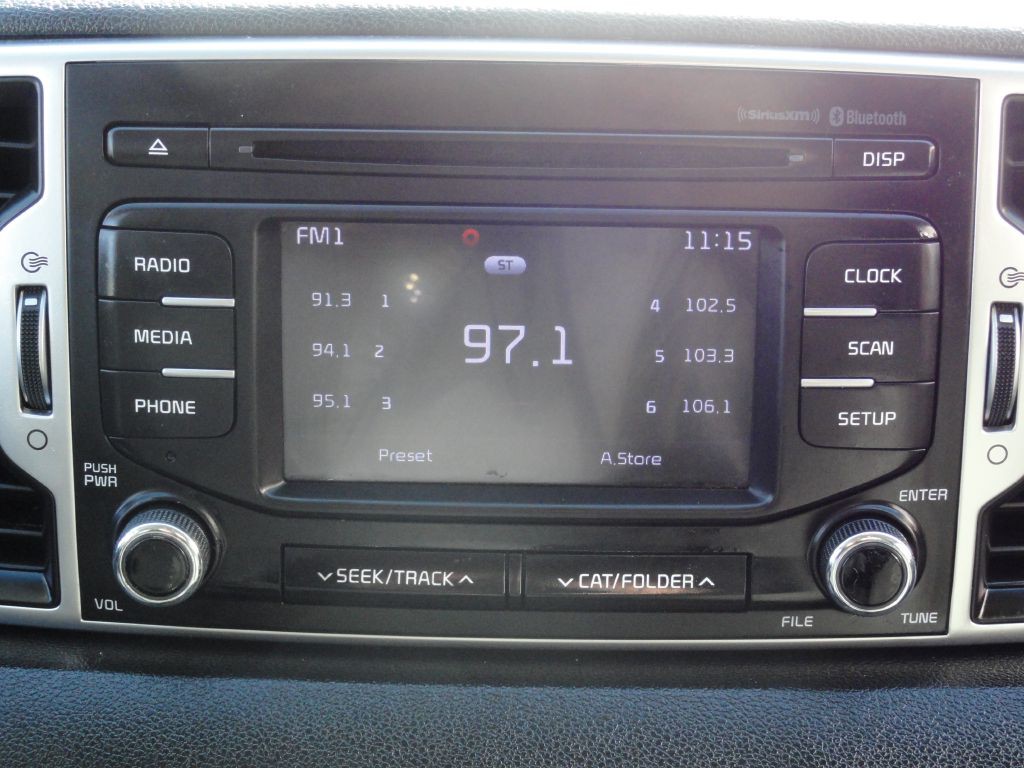 ((SiriusXM)) Bluetooth
DISP
FM1 11:15
ST
RADIO
MEDIA
PHONE
91.3 1
94.1 2
95.1 3
97.1
4 102.5
5 103.3
6 106.1
Preset A.Store
CLOCK
SCAN
SETUP
PUSH
PWR
VOL
SEEK/TRACK
CAT/FOLDER
ENTER
FILE
TUNE